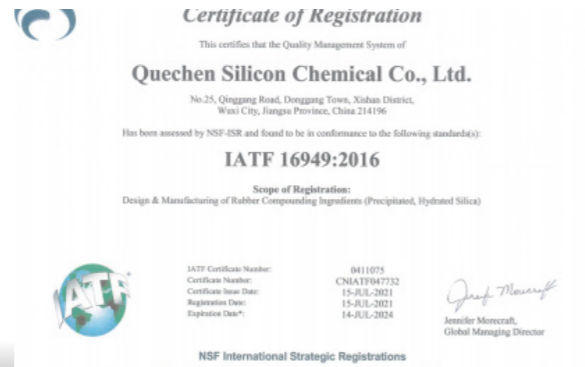 Certificate of Registration
This certifies that the Quality Management System of
Quechen Silicon Chemical Co., Ltd.
No.25, Qinggang Road, Donggang Town, Xishan District,
Wuxi City, Jiangsu Province, China 214196
Has been assessed by NSF-ISR and found to be in conformance to the following standards(s):
IATF 16949:2016
Scope of Registration:
Design & Manufacturing of Rubber Compounding Ingredients (Precipitated, Hydrated Silica)
IATF
IATF Certificate Number: 0411075
Certificate Number: CNIATF047732
Certificate Issue Date: 15-JUL-2021
Registration Date: 15-JUL-2021
Expiration Date*: 14-JUL-2024
Jennifer Morecraft,
Global Managing Director
NSF International Strategic Registrations